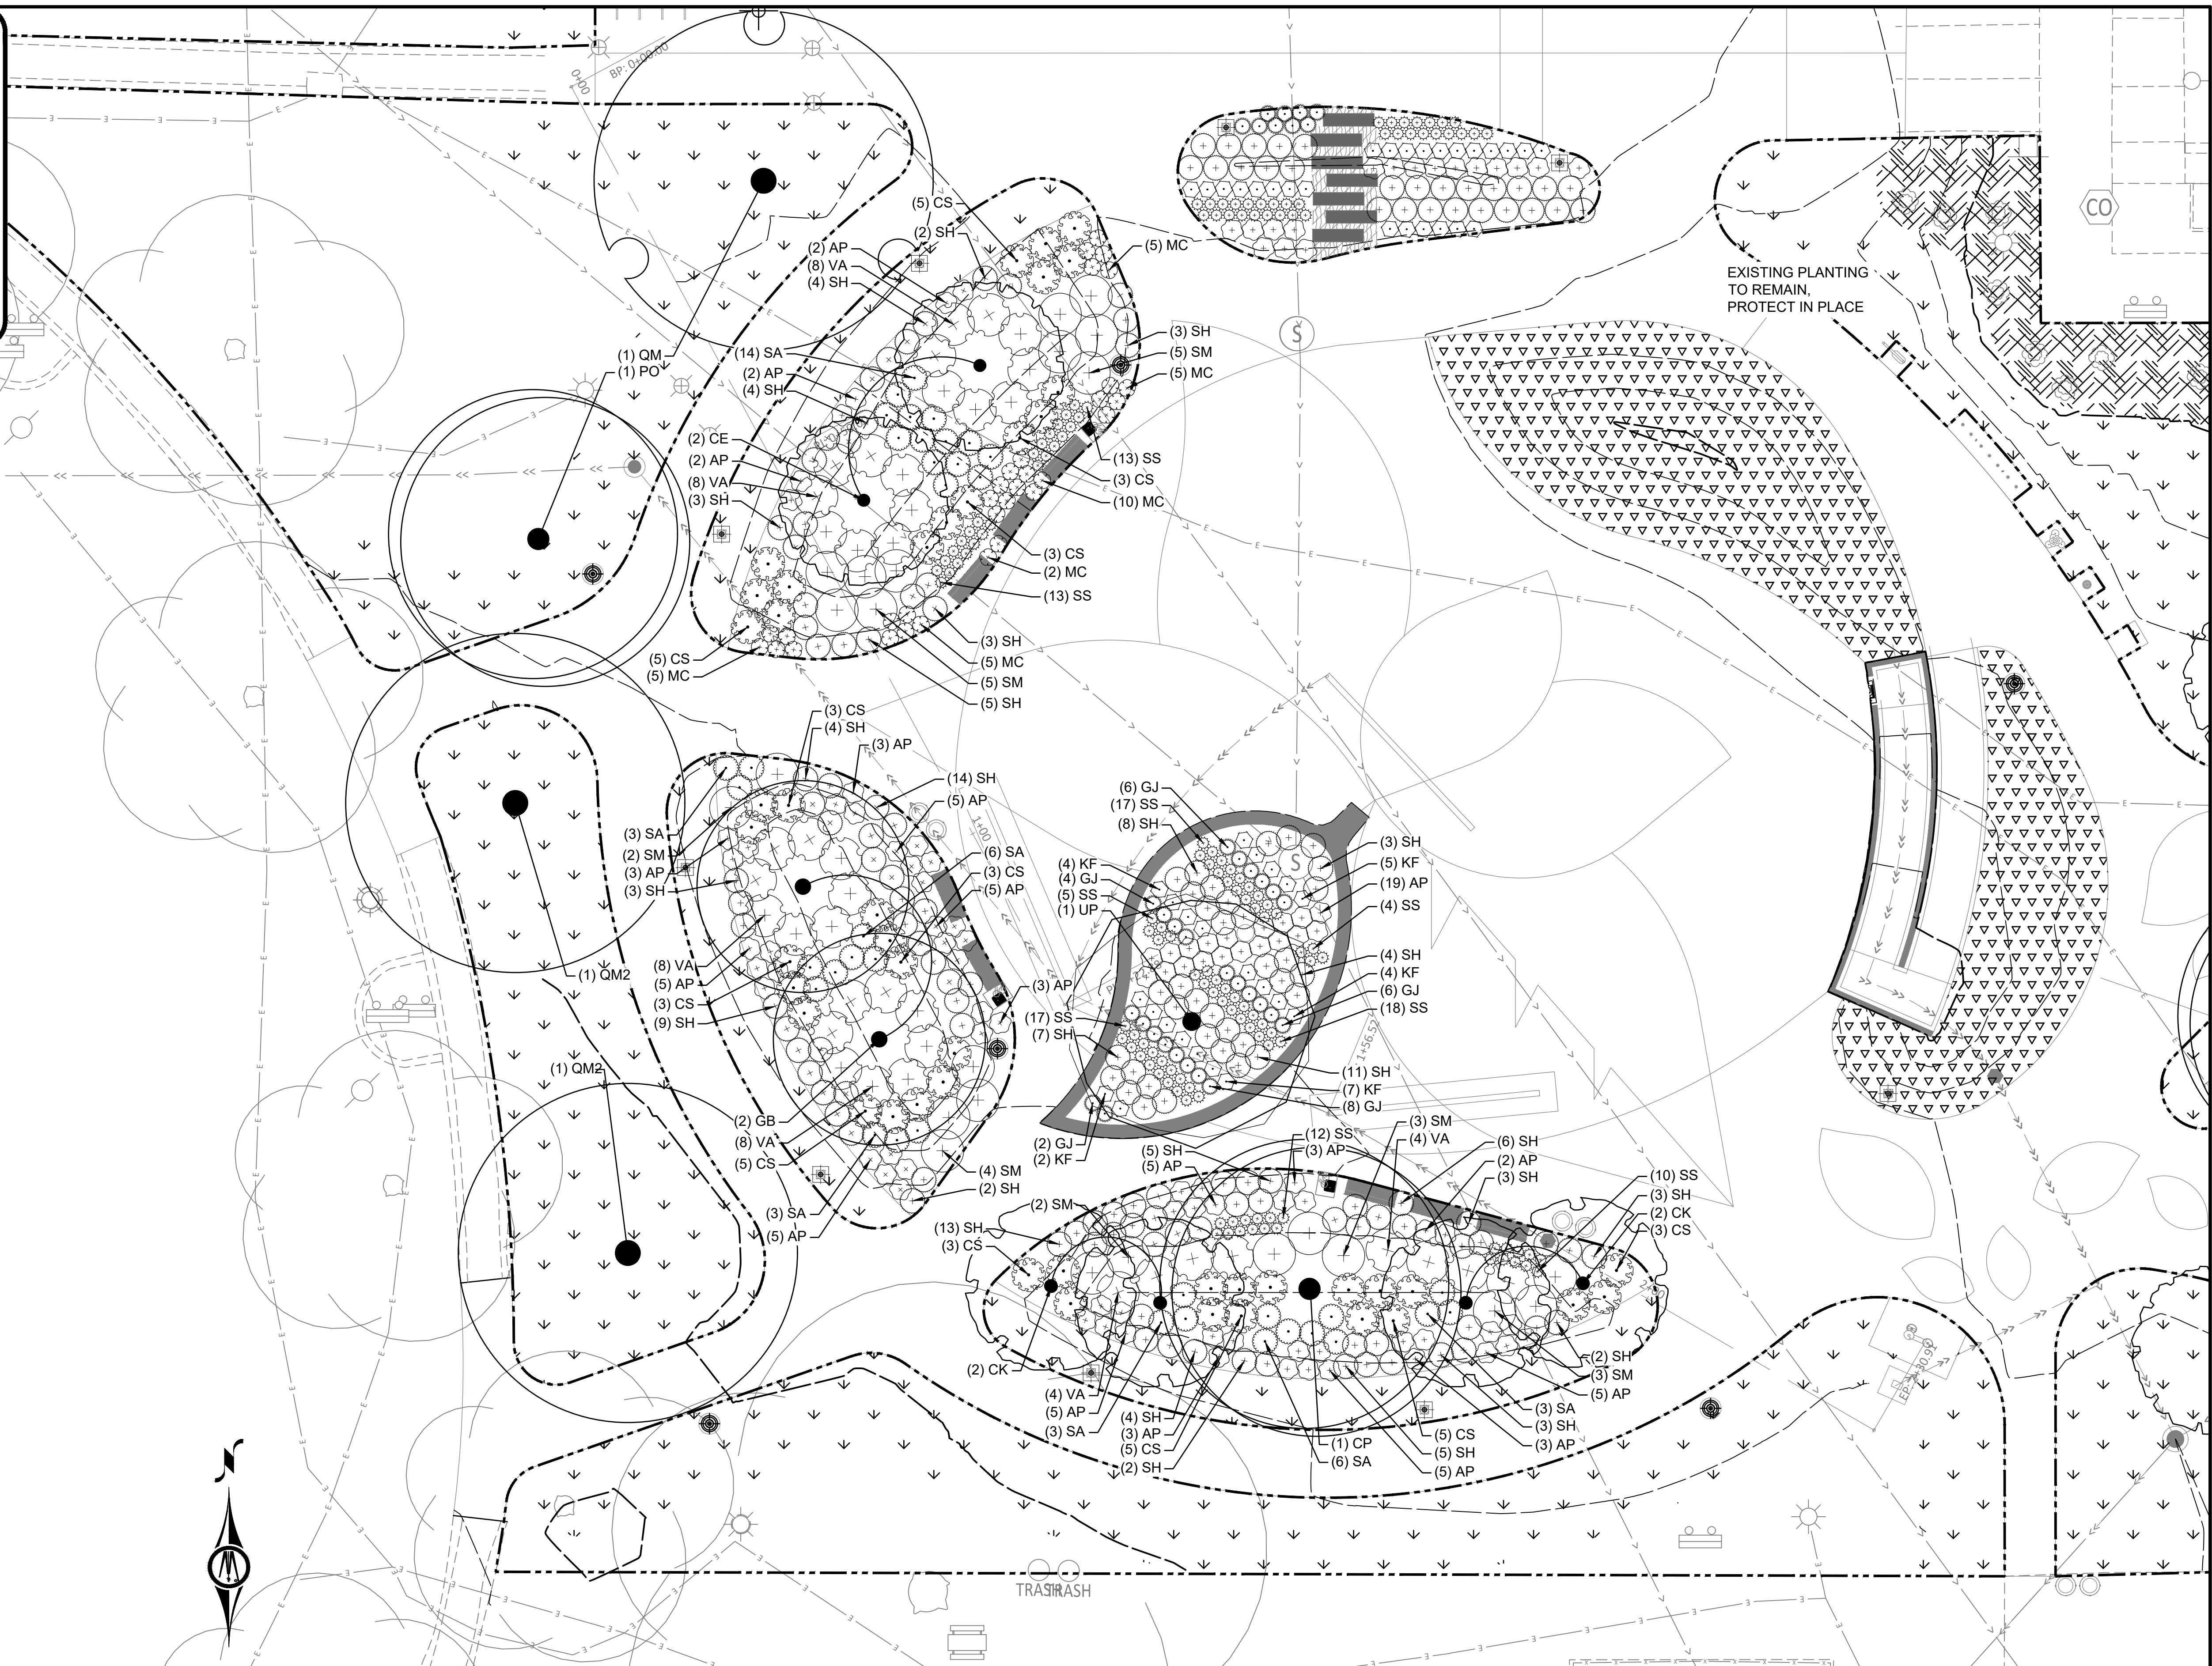 BP: 0+00.00
0+00
CO
(5) CS
(2) SH
(2) AP
(8) VA
(4) SH
(5) MC
EXISTING PLANTING
TO REMAIN,
PROTECT IN PLACE
S
(1) QM
(1) PO
(14) SA
(2) AP
(4) SH
(3) SH
(5) SM
(5) MC
(2) CE
(2) AP
(8) VA
(3) SH
(13) SS
(3) CS
(10) MC
(3) CS
(2) MC
(13) SS
(3) SH
(5) MC
(5) SM
(5) SH
(5) CS
(5) MC
(3) CS
(4) SH
(3) AP
(14) SH
(5) AP
1+00
(3) SA
(2) SM
(3) AP
(3) SH
(6) SA
(3) CS
(5) AP
(8) VA
(5) AP
(3) CS
(9) SH
(3) AP
(1) QM2
(1) QM2
(2) GB
(8) VA
(5) CS
(3) SA
(5) AP
(4) SM
(2) SH
(6) GJ
(17) SS
(8) SH
(4) KF
(4) GJ
(5) SS
(1) UP
S
(3) SH
(5) KF
(19) AP
(4) SS
(4) SH
(4) KF
(6) GJ
(18) SS
(17) SS
(7) SH
1+56.52
(11) SH
(7) KF
(8) GJ
(2) GJ
(2) KF
(12) SS
(3) AP
(5) SH
(5) AP
(3) SM
(4) VA
(6) SH
(2) AP
(3) SH
(10) SS
(3) SH
(2) CK
(3) CS
(2) SM
(13) SH
(3) CS
(2) CK
(4) VA
(5) AP
(3) SA
(4) SH
(3) AP
(5) CS
(2) SH
(1) CP
(6) SA
(5) CS
(5) SH
(5) AP
(2) SH
(3) SM
(5) AP
(3) SA
(3) SH
(3) AP
N
TRASH
TRASH